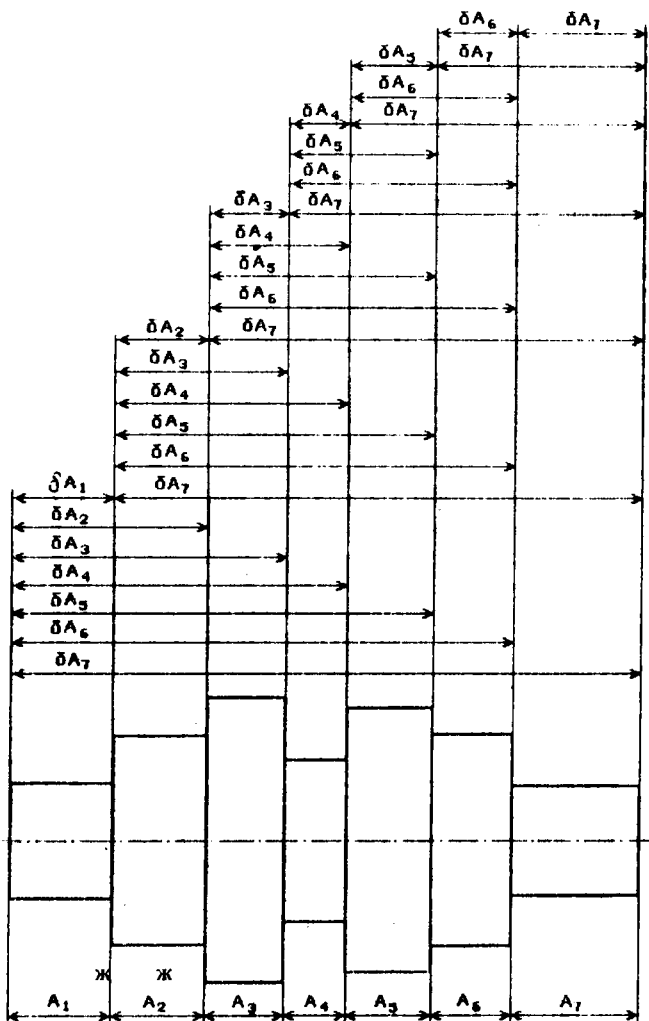 δA₆ δA₇
δA₅ δA₇
δA₆
δA₄ δA₇
δA₅
δA₆
δA₃ δA₇
δA₄
δA₅
δA₆
δA₂ δA₇
δA₃
δA₄
δA₅
δA₆
δA₁ δA₇
δA₂
δA₃
δA₄
δA₅
δA₆
δA₇
ж ж
A₁ A₂ A₃ A₄ A₅ A₆ A₇